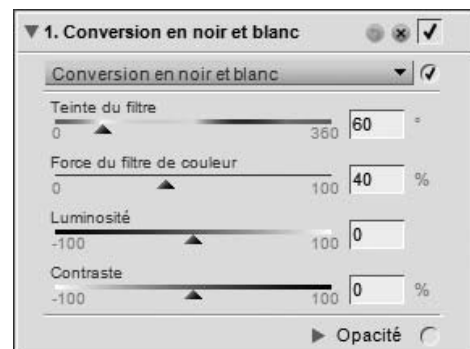 1. Conversion en noir et blanc
Conversion en noir et blanc
Teinte du filtre
0 360 60 °
Force du filtre de couleur
0 100 40 %
Luminosité
-100 100 0
Contraste
-100 100 0 %
Opacité